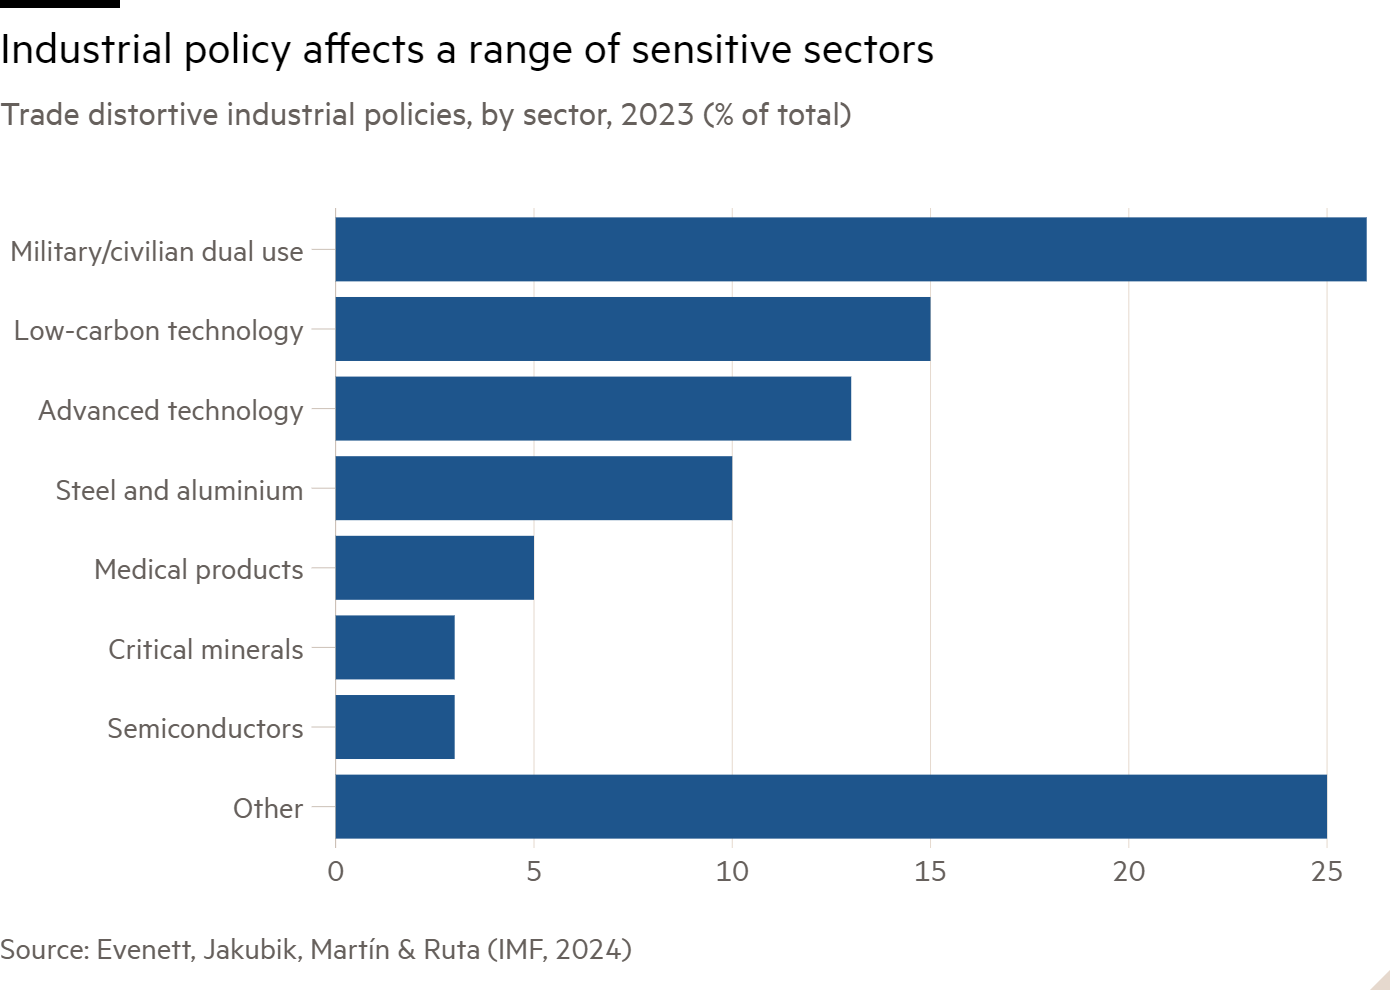 Industrial policy affects a range of sensitive sectors
Trade distortive industrial policies, by sector, 2023 (% of total)
Military/civilian dual use
Low-carbon technology
Advanced technology
Steel and aluminium
Medical products
Critical minerals
Semiconductors
Other
0 5 10 15 20 25
Source: Evenett, Jakubik, Martín & Ruta (IMF, 2024)